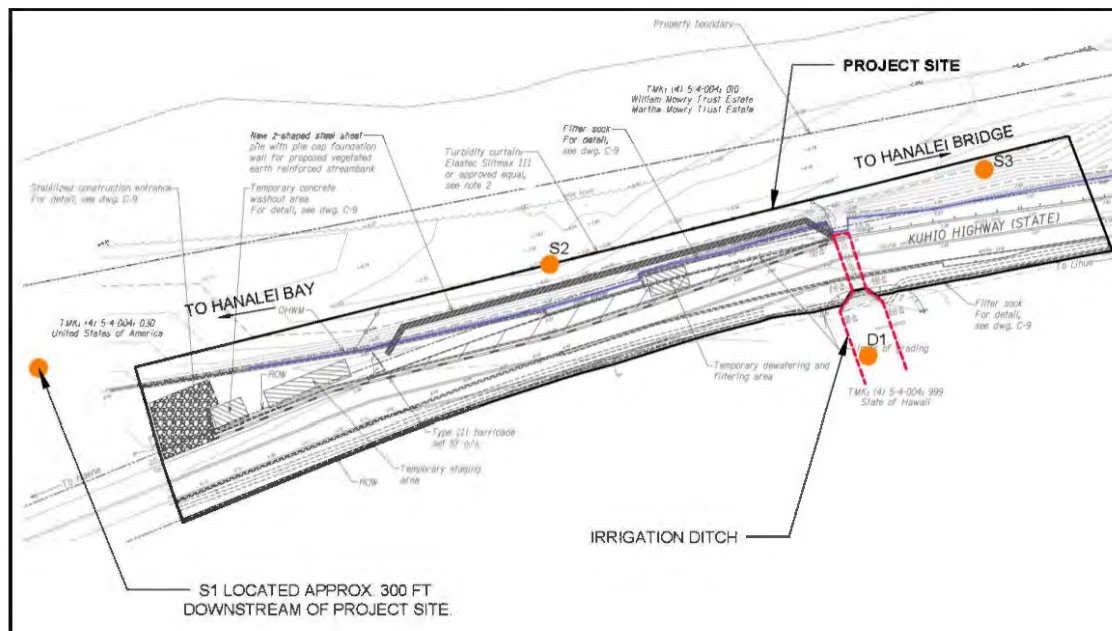 Property boundary
PROJECT SITE
TMK: (4) 5-4-004: 010
William Mowry Trust Estate
Martha Mowry Trust Estate
TO HANALEI BRIDGE
S3
New z-shaped steel sheet
pile with pile cap foundation
wall for proposed vegetated
earth reinforced streambank
Turbidity curtain:
Elastec Siltmax III
or approved equal,
see note 2
Filter sock
For detail,
see dwg. C-9
Stabilized construction entrance
For detail, see dwg. C-9
Temporary concrete
washout area
For detail, see dwg. C-9
KUHIO HIGHWAY (STATE)
To Lihue
S2
TO HANALEI BAY
OHWM
TMK: (4) 5-4-004: 030
United States of America
ROW
Filter sock
For detail,
see dwg. C-9
D1
Limits of grading
Temporary dewatering and
filtering area
TMK: (4) 5-4-004: 999
State of Hawaii
Type III barricade
set 10' o/s
Temporary staging
area
ROW
IRRIGATION DITCH
S1 LOCATED APPROX. 300 FT
DOWNSTREAM OF PROJECT SITE.